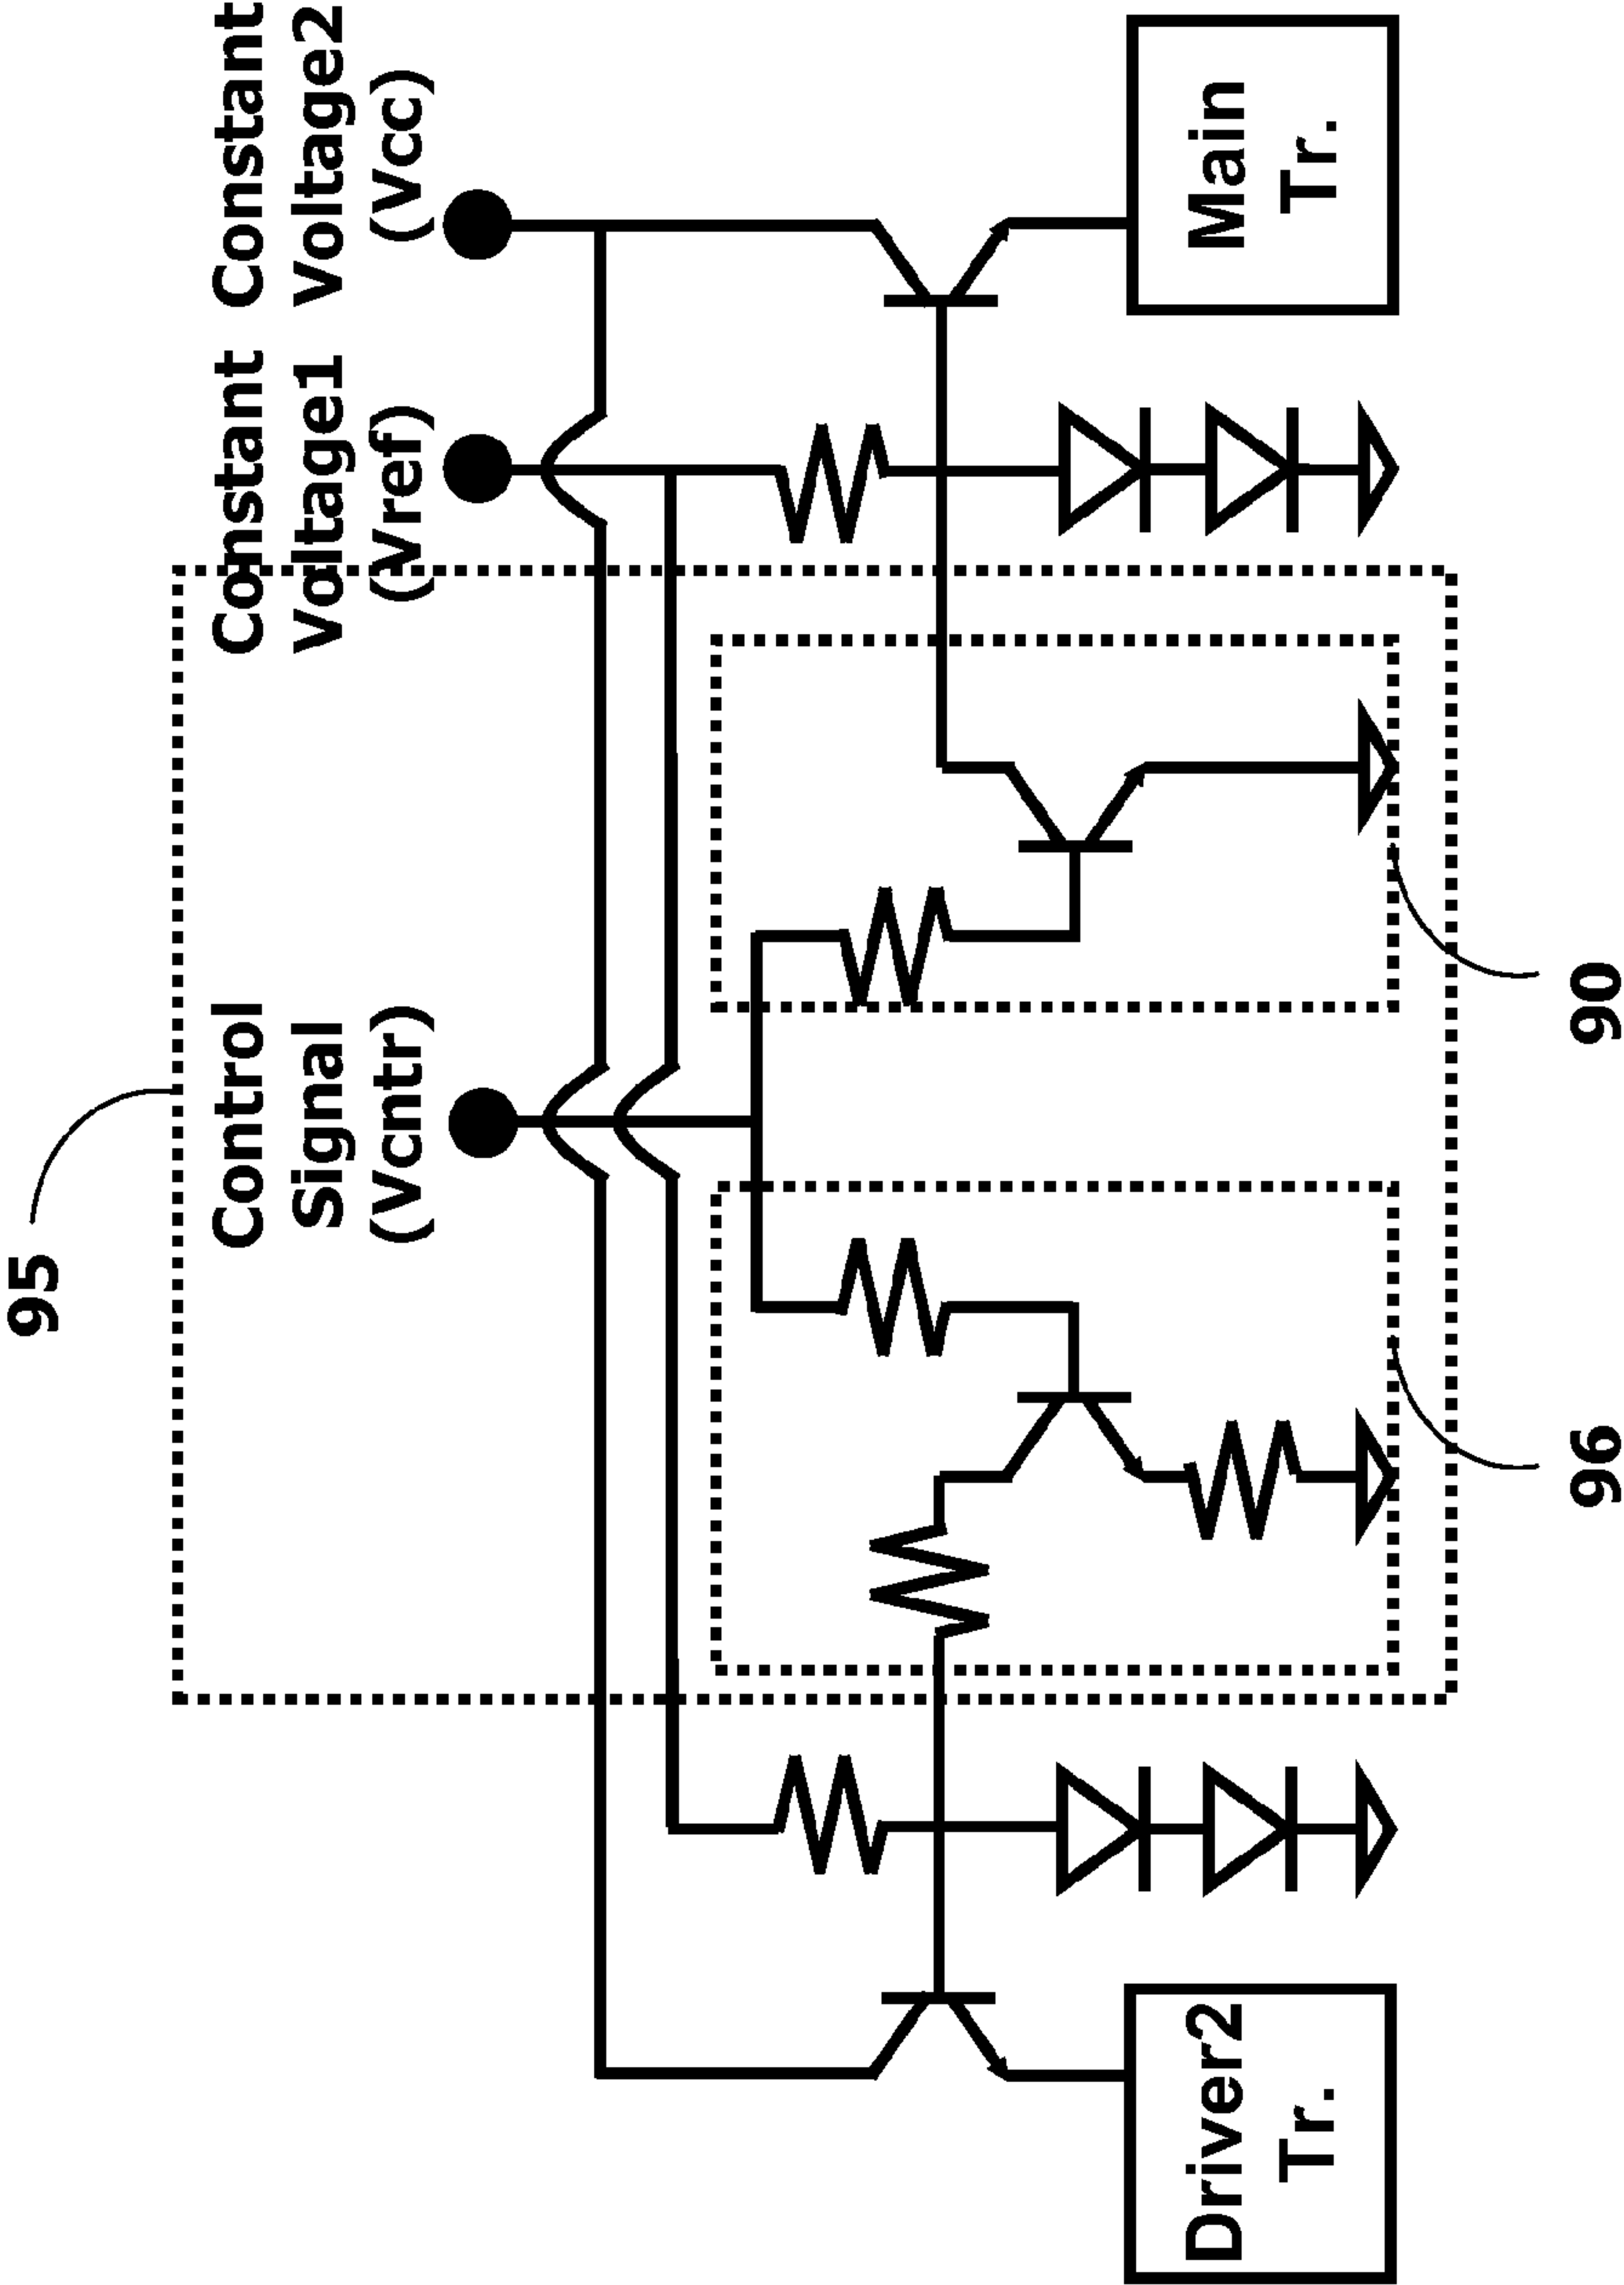 95
Control
Signal
(Vcntr)
Constant
Voltage1
(Vref)
Constant
Voltage2
(Vcc)
Driver2
Tr.
Main
Tr.
96
90